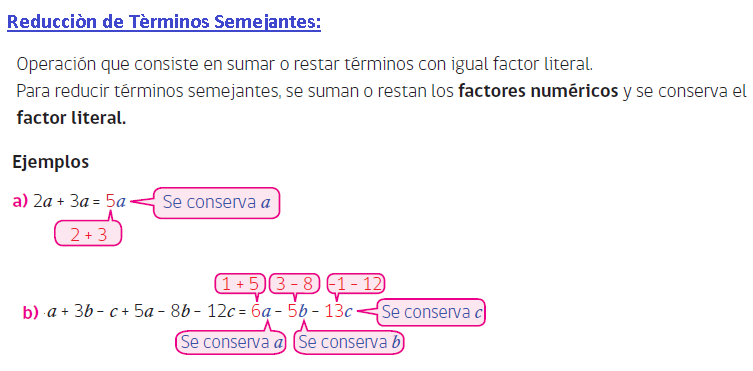 Reducciòn de Tèrminos Semejantes:
Operación que consiste en sumar o restar términos con igual factor literal.
Para reducir términos semejantes, se suman o restan los factores numéricos y se conserva el
factor literal.
Ejemplos
a) 2a + 3a = 5a
Se conserva a
2 + 3
1 + 5
3 – 8
-1 – 12
b) a + 3b – c + 5a – 8b – 12c = 6a – 5b – 13c
Se conserva c
Se conserva a
Se conserva b